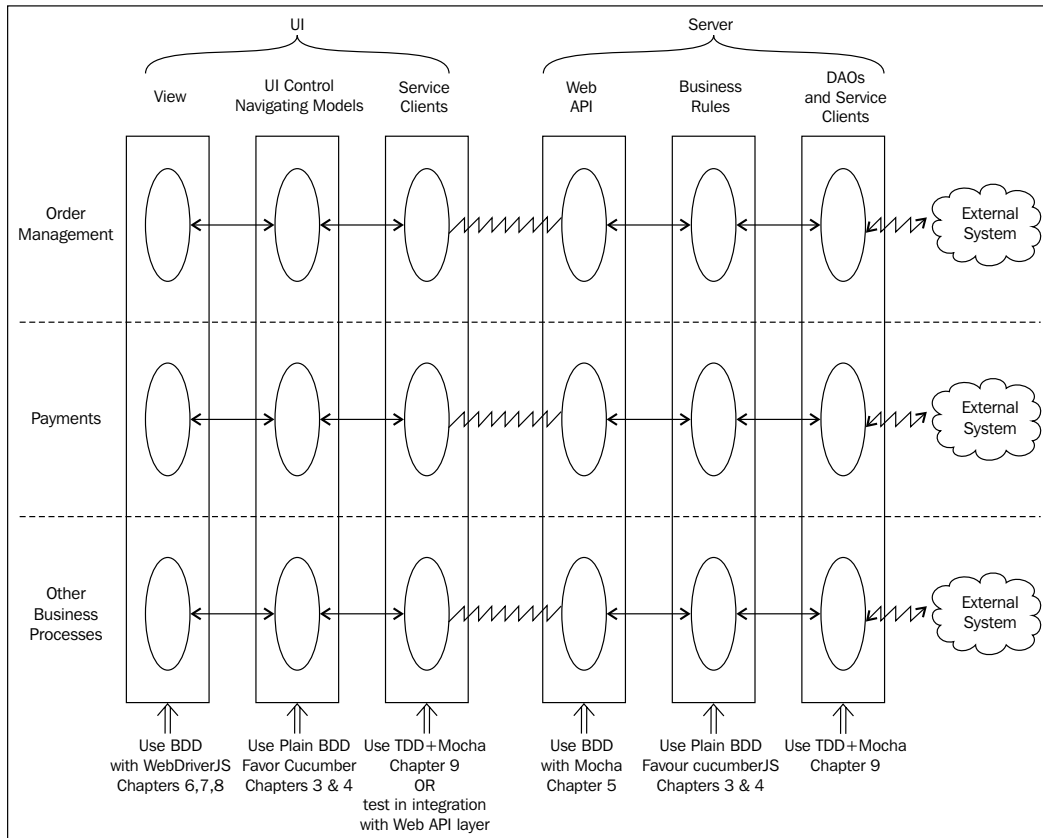 UI
Server
View
UI Control
Navigating Models
Service
Clients
Web
API
Business
Rules
DAOs
and Service
Clients
Order
Management
External
System
Payments
External
System
Other
Business
Processes
External
System
Use BDD
with WebDriverJS
Chapters 6,7,8
Use Plain BDD
Favor Cucumber
Chapters 3 & 4
Use TDD+Mocha
Chapter 9
OR
test in integration
with Web API layer
Use BDD
with Mocha
Chapter 5
Use Plain BDD
Favour cucumberJS
Chapters 3 & 4
Use TDD+Mocha
Chapter 9